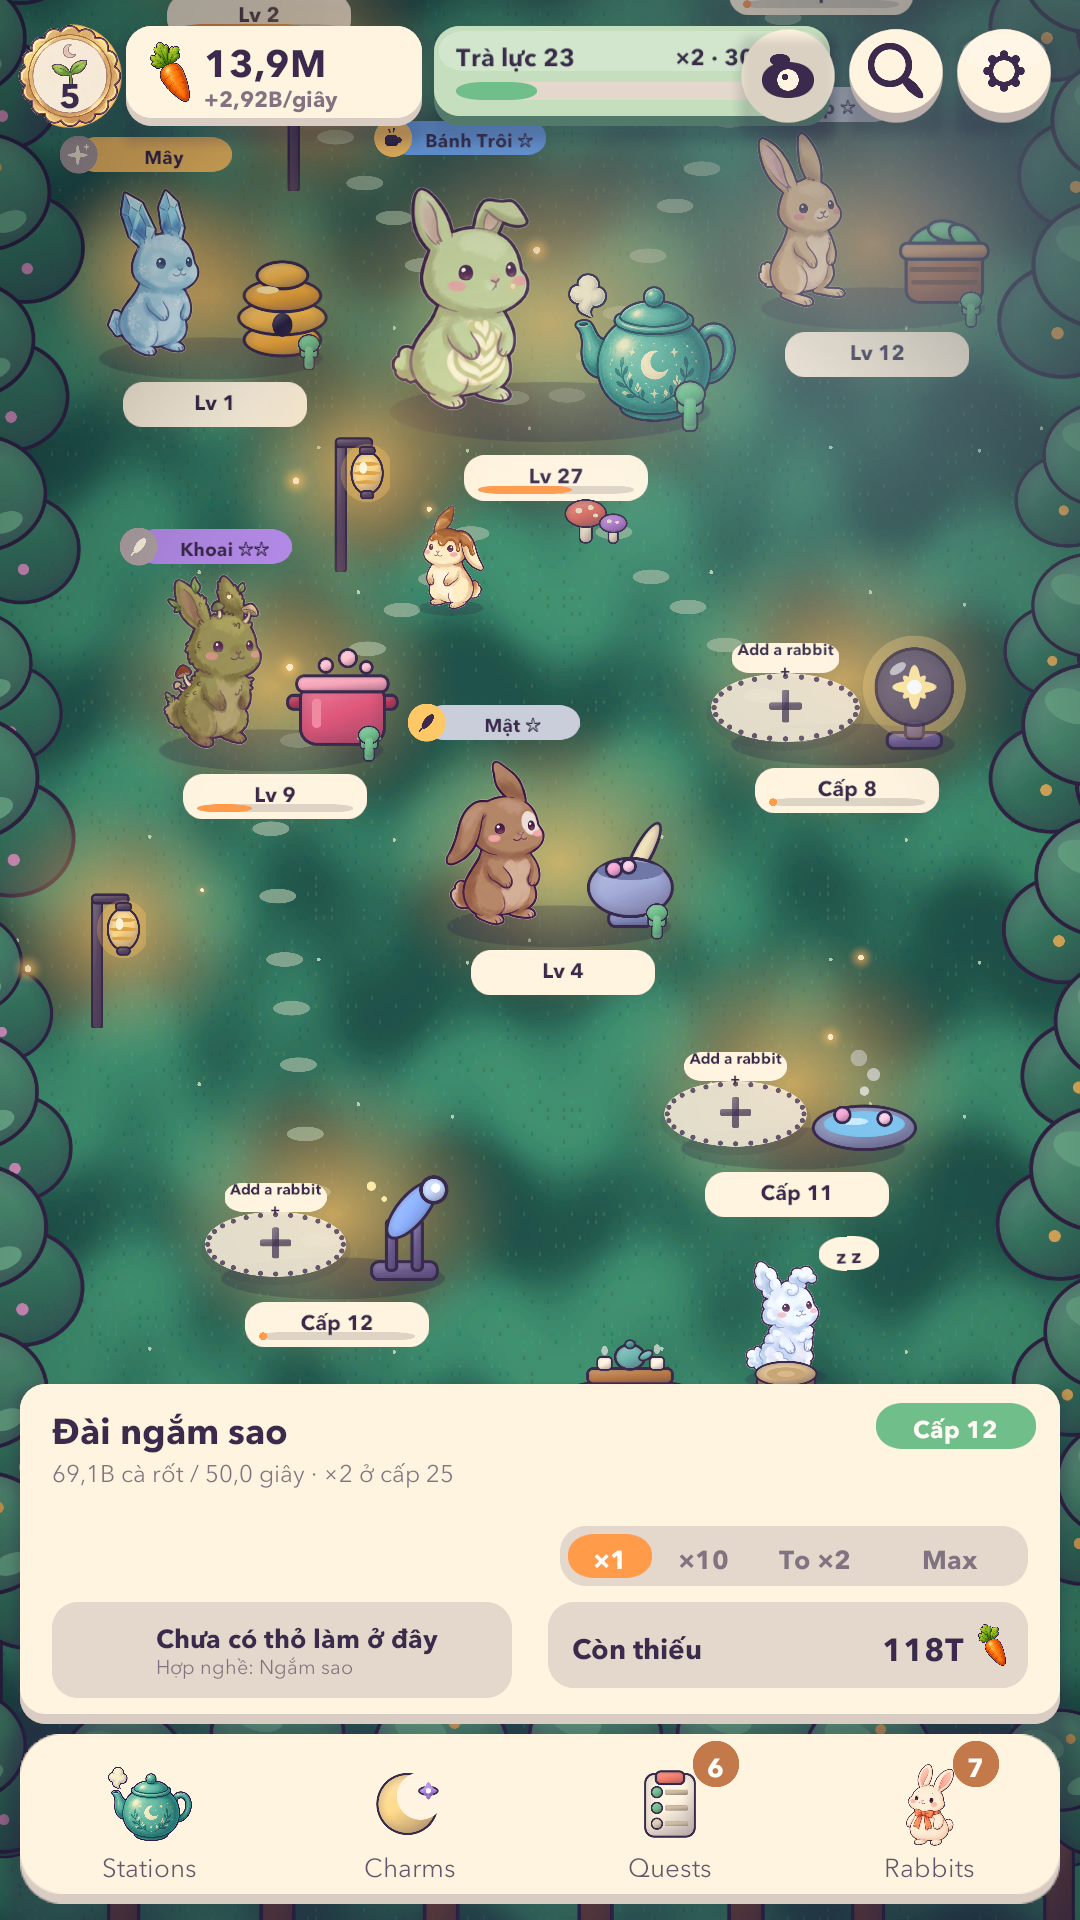 Lv 2
5
13,9M
+2,92B/giây
Trà lực 23
×2 · 30
Mây
Bánh Trôi ☆
Lv 1
Lv 27
Lv 12
Khoai ☆☆
Add a rabbit
+
Lv 9
Mật ☆
Cấp 8
Lv 4
Add a rabbit
+
Cấp 11
Add a rabbit
+
Cấp 12
z z
Đài ngắm sao
Cấp 12
69,1B cà rốt / 50,0 giây · ×2 ở cấp 25
×1
×10
To ×2
Max
Chưa có thỏ làm ở đây
Hợp nghề: Ngắm sao
Còn thiếu
118T
6
7
Stations
Charms
Quests
Rabbits